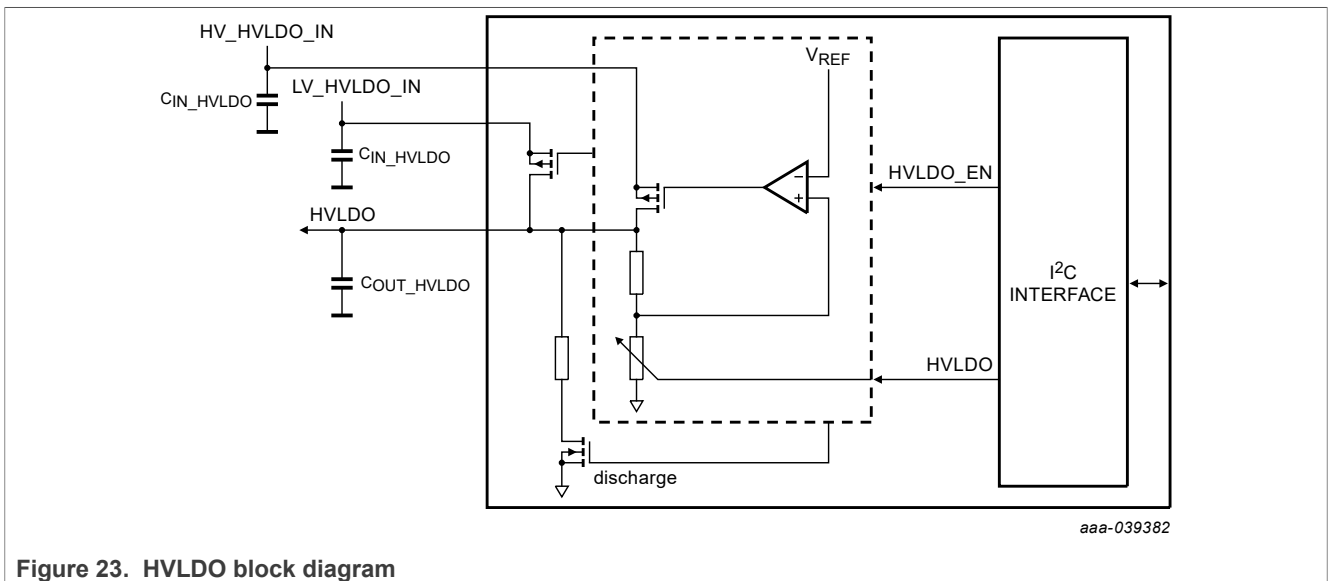 HV_HVLDO_IN
VREF
CIN_HVLDO
LV_HVLDO_IN
CIN_HVLDO
−
+
HVLDO_EN
HVLDO
COUT_HVLDO
I2C
INTERFACE
HVLDO
discharge
aaa-039382
Figure 23. HVLDO block diagram